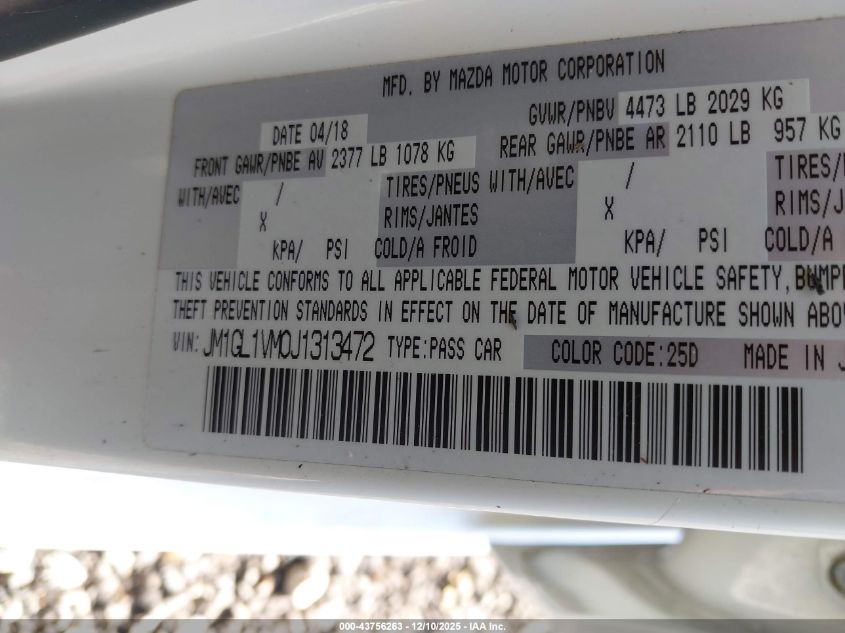 MFD. BY MAZDA MOTOR CORPORATION
DATE 04/18 GVWR/PNBV 4473 LB 2029 KG
FRONT GAWR/PNBE AV 2377 LB 1078 KG REAR GAWR/PNBE AR 2110 LB 957 KG
WITH/AVEC / TIRES/PNEUS WITH/AVEC / TIRES/
X RIMS/JANTES X RIMS/J
KPA/ PSI COLD/A FROID KPA/ PSI COLD/A
THIS VEHICLE CONFORMS TO ALL APPLICABLE FEDERAL MOTOR VEHICLE SAFETY, BUMPE
THEFT PREVENTION STANDARDS IN EFFECT ON THE DATE OF MANUFACTURE SHOWN ABO
VIN: JM1GL1VM0J1313472 TYPE:PASS CAR COLOR CODE:25D MADE IN J
000-43756263 - 12/10/2025 - IAA Inc.